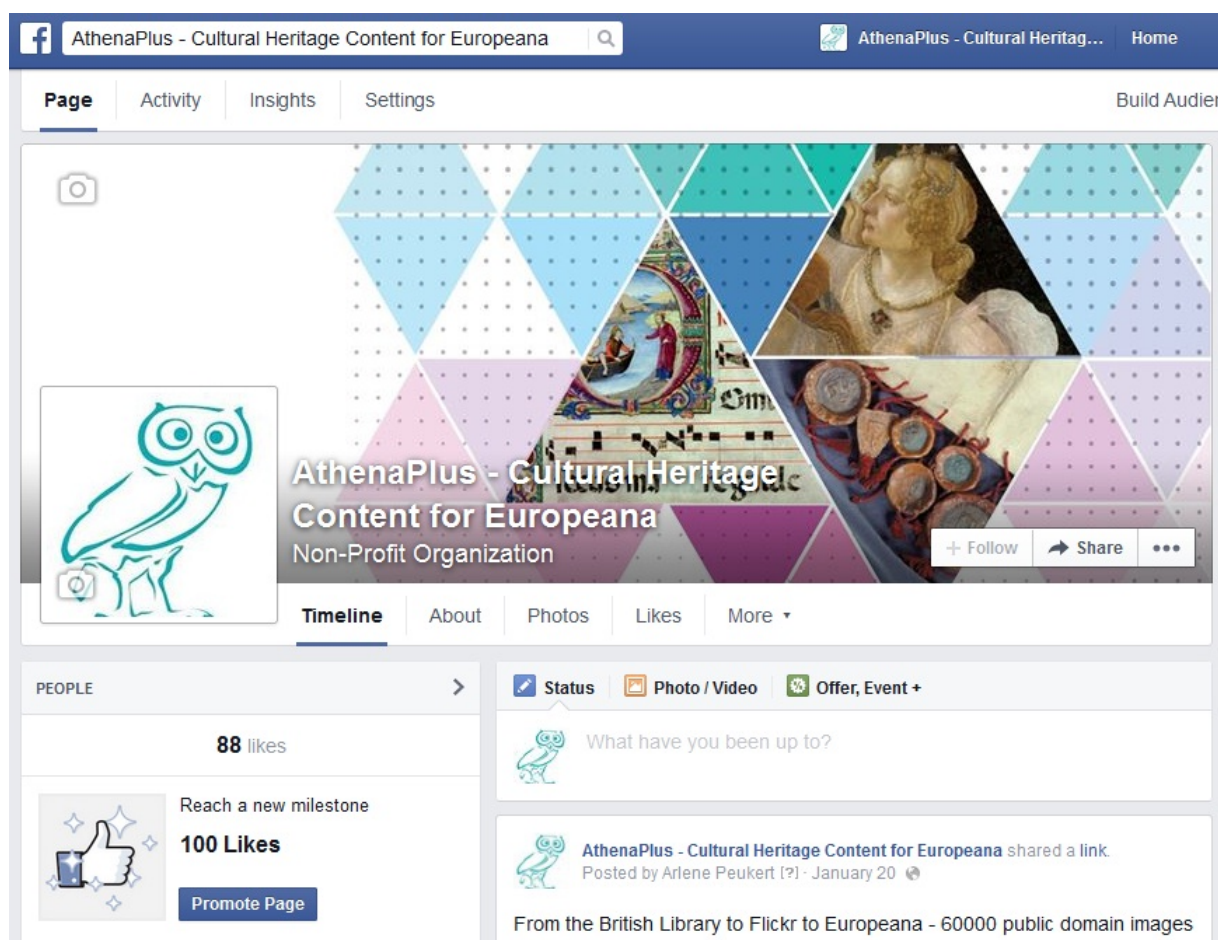 AthenaPlus - Cultural Heritage Content for Europeana
AthenaPlus - Cultural Heritag... Home
Page Activity Insights Settings Build Audier
AthenaPlus - Cultural Heritage
Content for Europeana
Non-Profit Organization
+ Follow Share •••
Timeline About Photos Likes More
PEOPLE
88 likes
Reach a new milestone
100 Likes
Promote Page
Status Photo / Video Offer, Event +
What have you been up to?
AthenaPlus - Cultural Heritage Content for Europeana shared a link.
Posted by Arlene Peukert [?] · January 20
From the British Library to Flickr to Europeana - 60000 public domain images